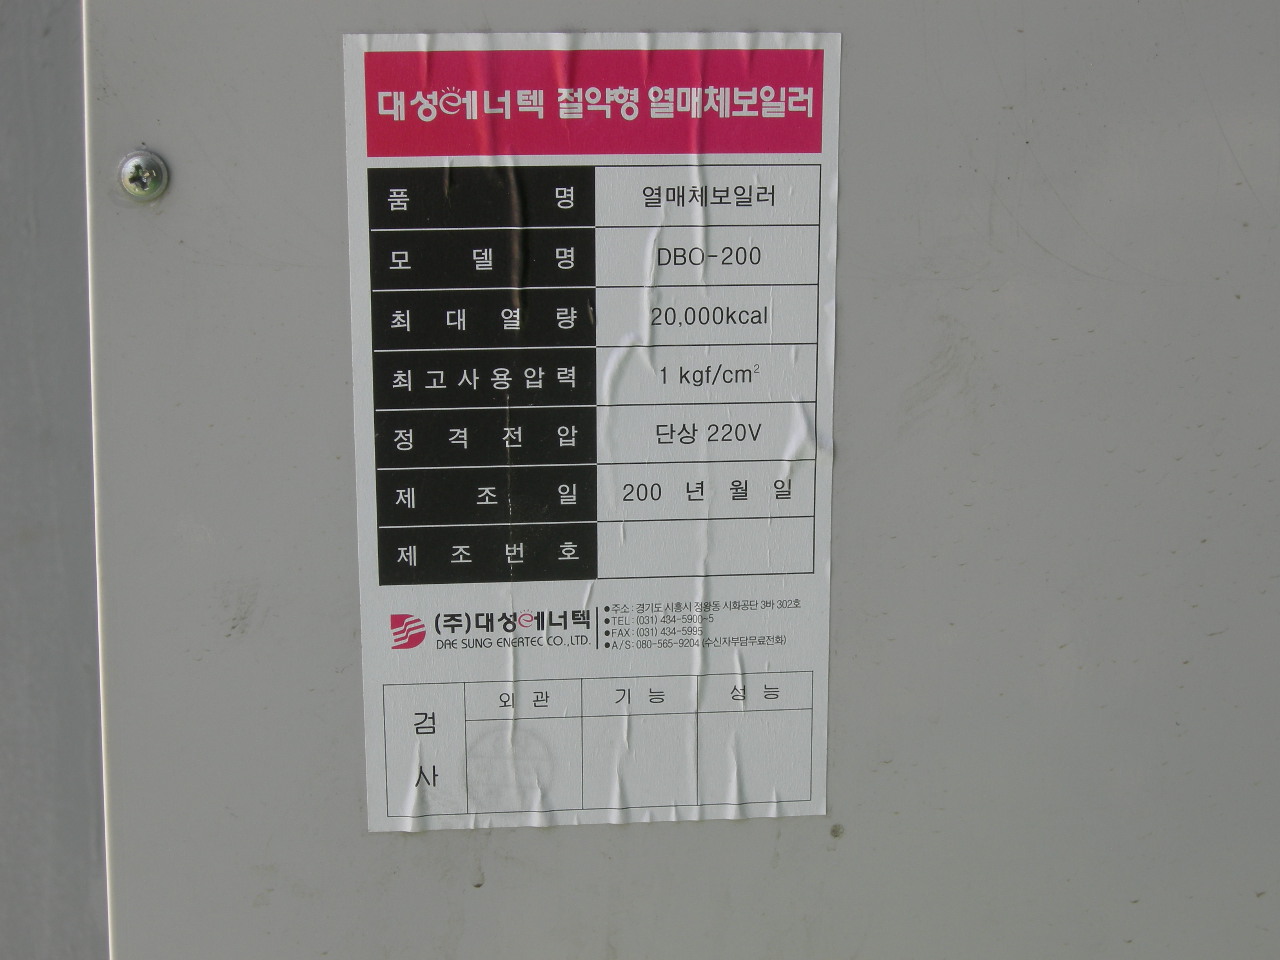 대성에너텍 절약형 열매체보일러
품 명 열매체보일러
모 델 명 DBO-200
최 대 열 량 20,000kcal
최 고 사 용 압 력 1 kgf/cm²
정 격 전 압 단상 220V
제 조 일 200 년 월 일
제 조 번 호
(주)대성에너텍
DAE SUNG ENERTEC CO.,LTD.
●주소 : 경기도 시흥시 정왕동 시화공단 3바 302호
●TEL : (031) 434-5900~5
●FAX : (031) 434-5995
●A/S : 080-565-9204 (수신자부담무료전화)
검 사
외 관 기 능 성 능